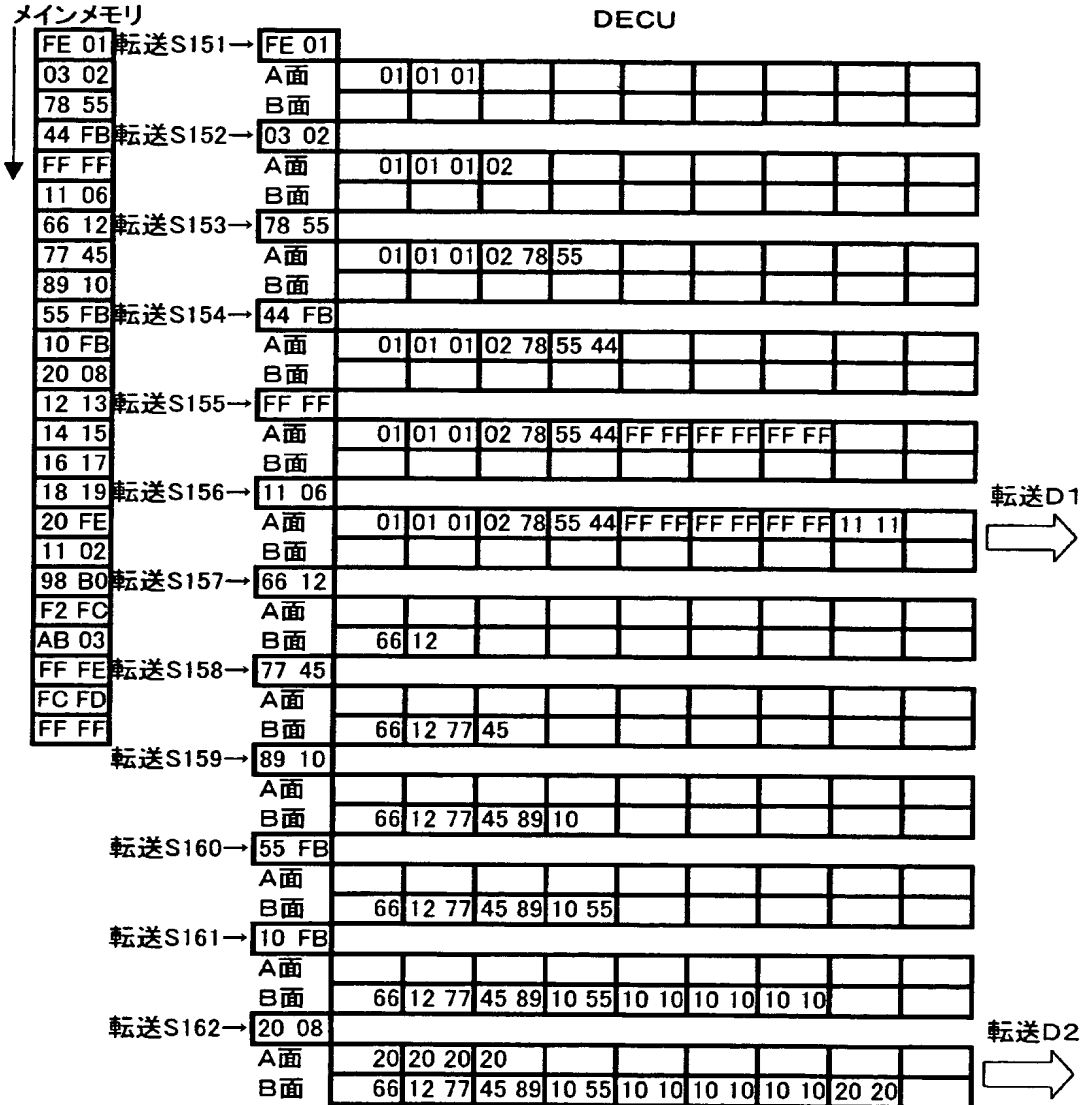 メインメモリ
DECU
FE 01 転送S151→ FE 01
03 02 A面 01 01 01
78 55 B面
44 FB 転送S152→ 03 02
FF FF A面 01 01 01 02
11 06 B面
66 12 転送S153→ 78 55
77 45 A面 01 01 01 02 78 55
89 10 B面
55 FB 転送S154→ 44 FB
10 FB A面 01 01 01 02 78 55 44
20 08 B面
12 13 転送S155→ FF FF
14 15 A面 01 01 01 02 78 55 44 FF FF FF FF FF FF
16 17 B面
18 19 転送S156→ 11 06 転送D1
20 FE A面 01 01 01 02 78 55 44 FF FF FF FF FF FF 11 11
11 02 B面
98 B0 転送S157→ 66 12
F2 FC A面
AB 03 B面 66 12
FF FE 転送S158→ 77 45
FC FD A面
FF FF B面 66 12 77 45
転送S159→ 89 10
A面
B面 66 12 77 45 89 10
転送S160→ 55 FB
A面
B面 66 12 77 45 89 10 55
転送S161→ 10 FB
A面
B面 66 12 77 45 89 10 55 10 10 10 10 10 10
転送S162→ 20 08 転送D2
A面 20 20 20 20
B面 66 12 77 45 89 10 55 10 10 10 10 10 10 20 20